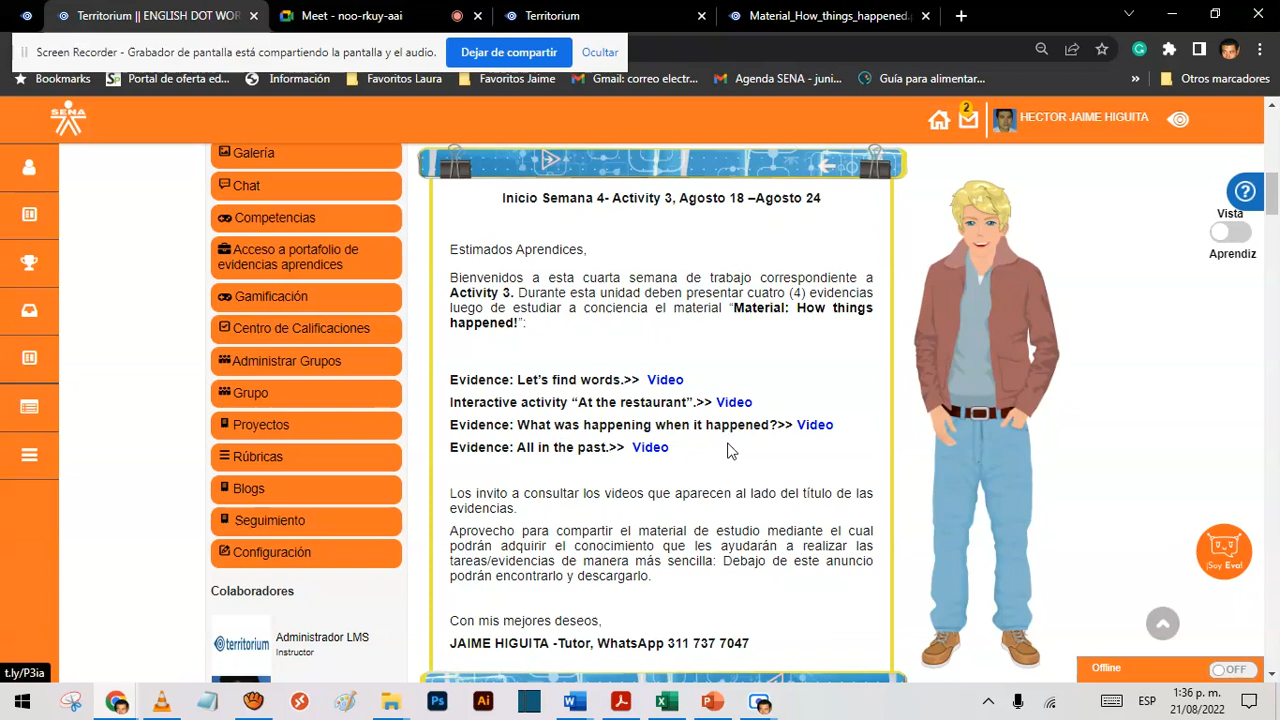 Territorium || ENGLISH DOT WOR
Meet - noo-rkuy-aai
Territorium
Material_How_things_happened.
Screen Recorder - Grabador de pantalla está compartiendo la pantalla y el audio.
Dejar de compartir
Ocultar
Bookmarks
Portal de oferta ed...
Información
Favoritos Laura
Favoritos Jaime
Gmail: correo electr...
Agenda SENA - juni...
Guía para alimentar...
»
Otros marcadores
SENA
2
HECTOR JAIME HIGUITA
Galería
Chat
Competencias
Acceso a portafolio de
evidencias aprendices
Gamificación
Centro de Calificaciones
Administrar Grupos
Grupo
Proyectos
Rúbricas
Blogs
Seguimiento
Configuración
Colaboradores
territorium
Administrador LMS
Instructor
Inicio Semana 4- Activity 3, Agosto 18 –Agosto 24
Estimados Aprendices,
Bienvenidos a esta cuarta semana de trabajo correspondiente a
Activity 3. Durante esta unidad deben presentar cuatro (4) evidencias
luego de estudiar a conciencia el material “Material: How things
happened!”:
Evidence: Let’s find words.>> Video
Interactive activity “At the restaurant”.>> Video
Evidence: What was happening when it happened?>> Video
Evidence: All in the past.>> Video
Los invito a consultar los videos que aparecen al lado del título de las
evidencias.
Aprovecho para compartir el material de estudio mediante el cual
podrán adquirir el conocimiento que les ayudarán a realizar las
tareas/evidencias de manera más sencilla: Debajo de este anuncio
podrán encontrarlo y descargarlo.
Con mis mejores deseos,
JAIME HIGUITA -Tutor, WhatsApp 311 737 7047
Vista
Aprendiz
¡Soy Eva!
Offline
OFF
t.ly/P3ia
ESP
1:36 p. m.
21/08/2022